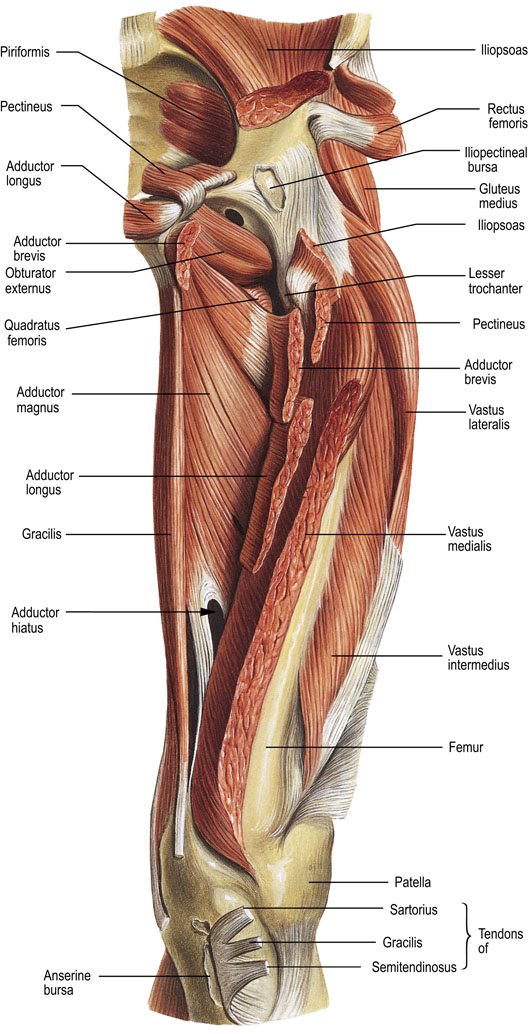 Piriformis
Pectineus
Adductor
longus
Adductor
brevis
Obturator
externus
Quadratus
femoris
Adductor
magnus
Adductor
longus
Gracilis
Adductor
hiatus
Anserine
bursa
Iliopsoas
Rectus
femoris
Iliopectineal
bursa
Gluteus
medius
Iliopsoas
Lesser
trochanter
Pectineus
Adductor
brevis
Vastus
lateralis
Vastus
medialis
Vastus
intermedius
Femur
Patella
Sartorius
Gracilis
Semitendinosus
Tendons
of